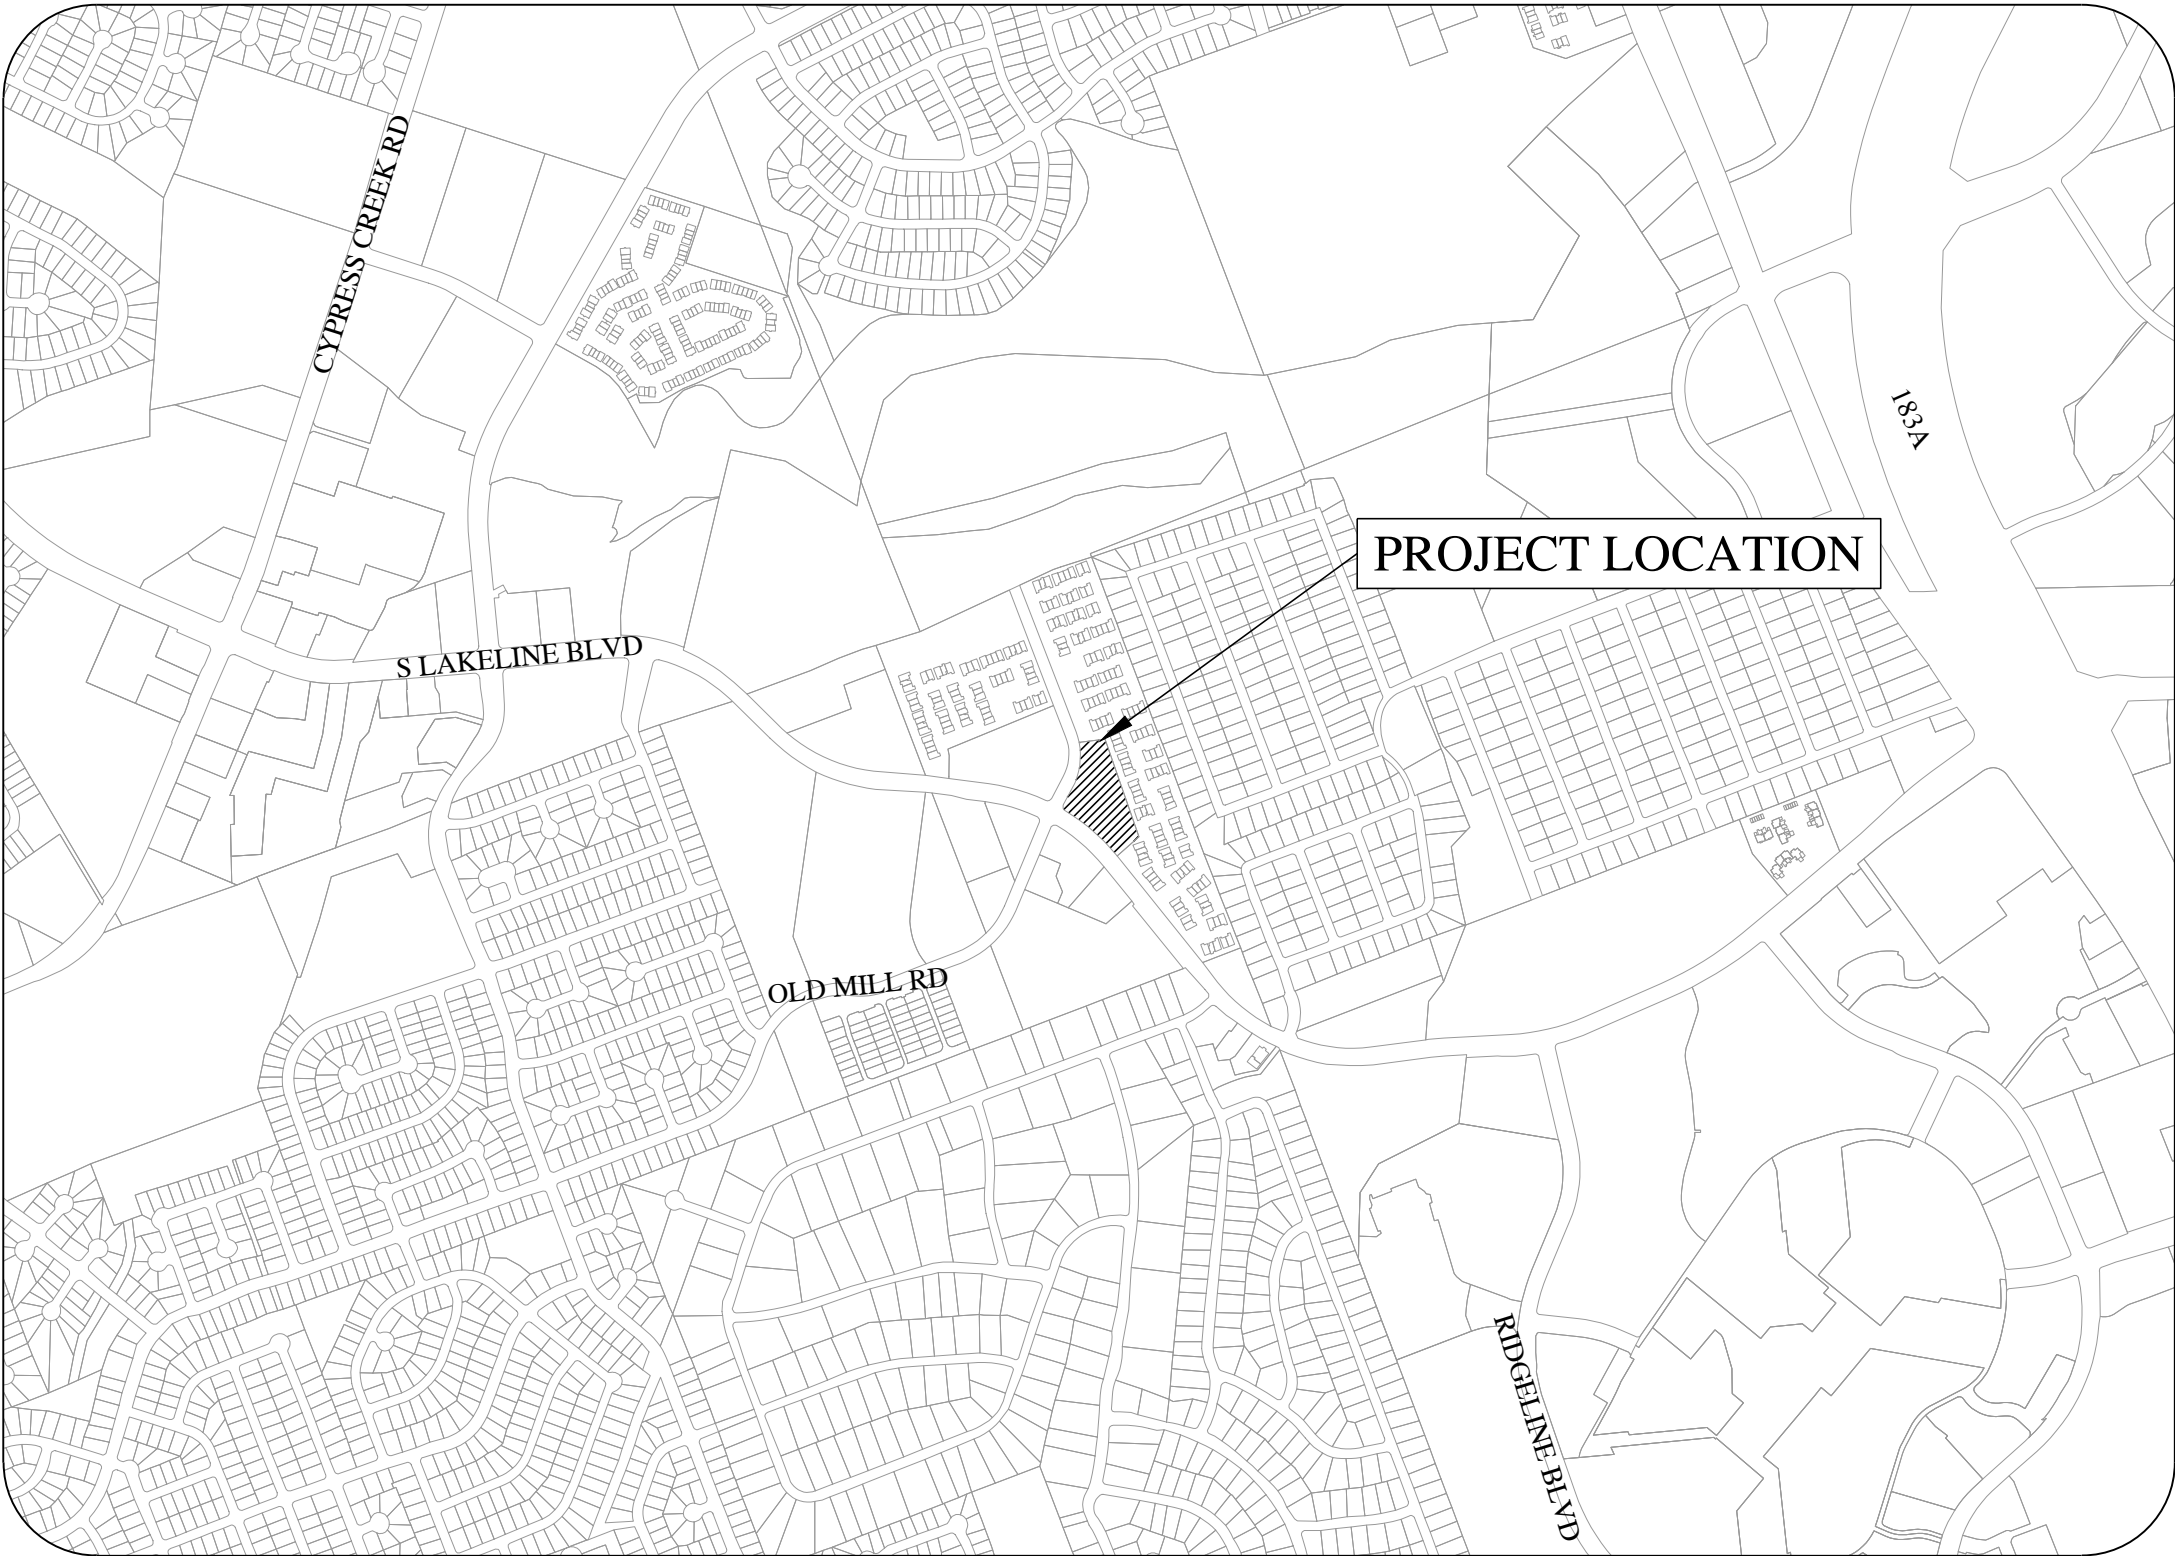 CYPRESS CREEK RD
183A
PROJECT LOCATION
S LAKELINE BLVD
OLD MILL RD
RIDGELINE BLVD